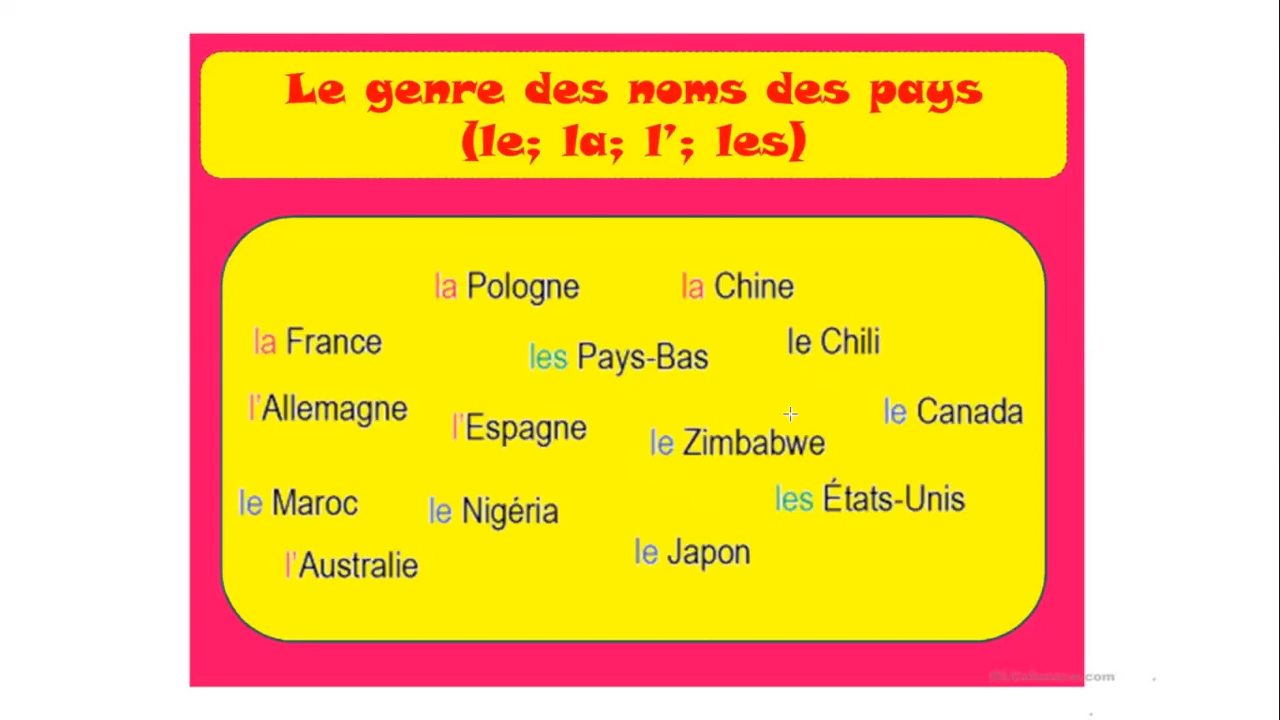 Le genre des noms des pays
(le; la; l'; les)
la Pologne
la Chine
la France
les Pays-Bas
le Chili
l'Allemagne
l'Espagne
le Zimbabwe
le Canada
le Maroc
le Nigéria
les États-Unis
l'Australie
le Japon